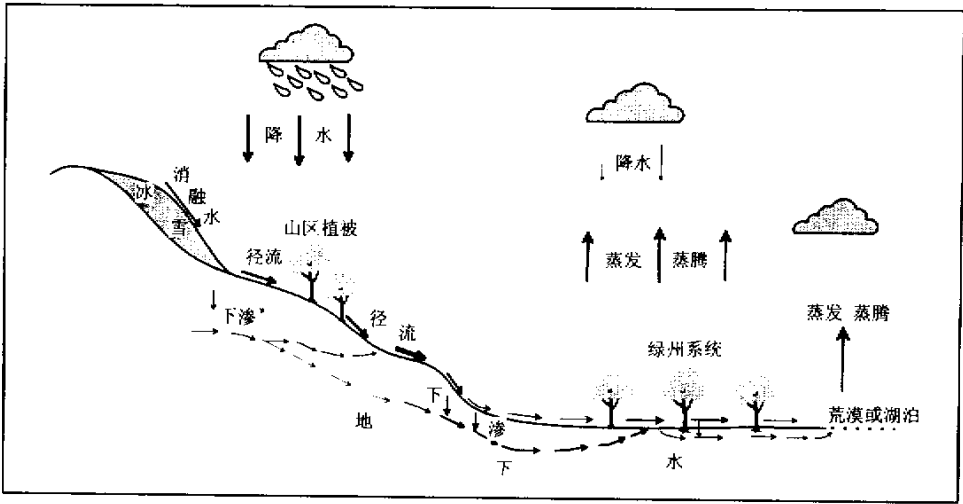 降 水
降水
消融水
冰雪
山区植被
径流
蒸发 蒸腾
下渗
径流
蒸发 蒸腾
绿州系统
下渗
荒漠或湖泊
地下水